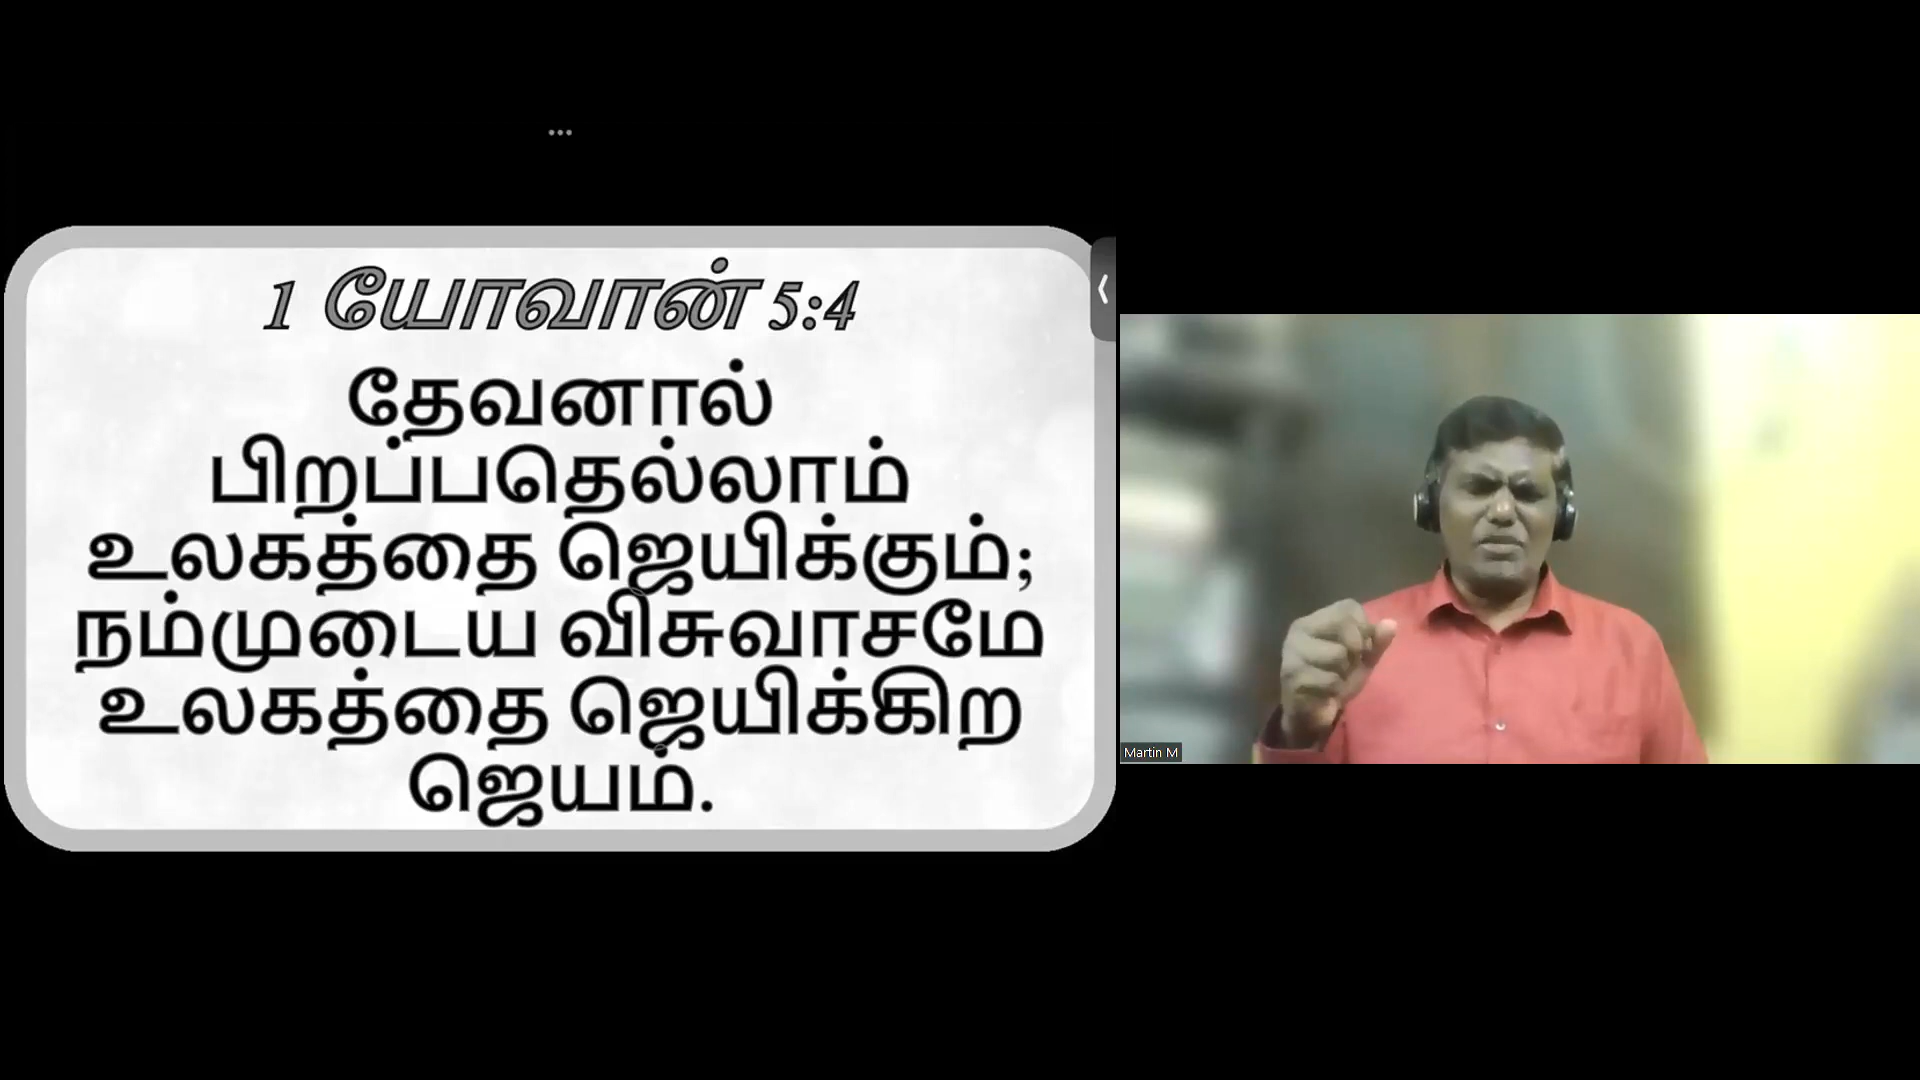 1 யோவான் 5:4
தேவனால்
பிறப்பதெல்லாம்
உலகத்தை ஜெயிக்கும்;
நம்முடைய விசுவாசமே
உலகத்தை ஜெயிக்கிற
ஜெயம்.
Martin M